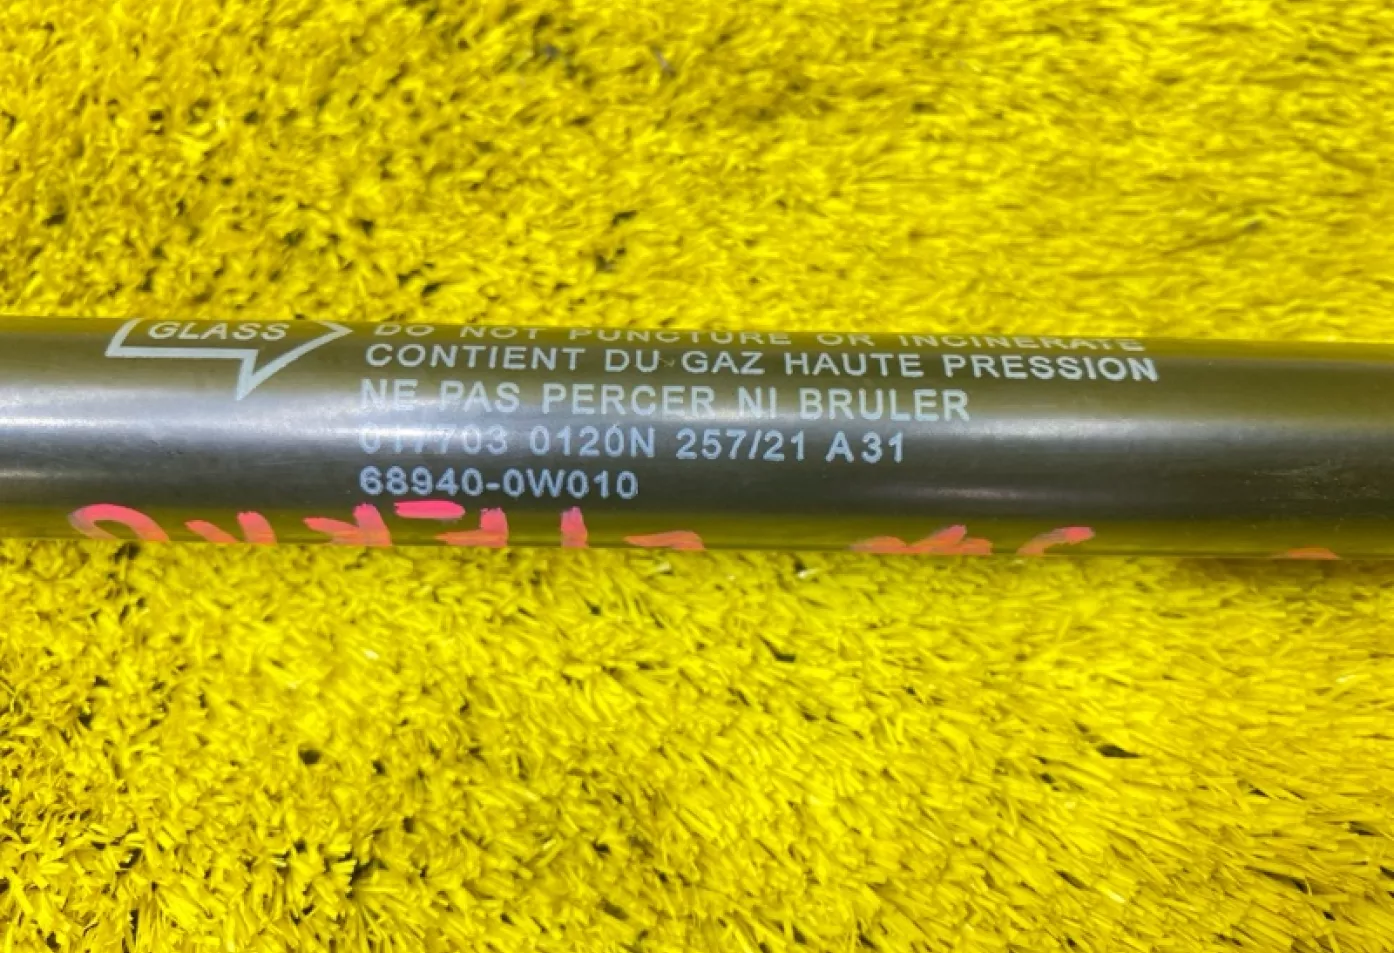 GLASS
DO NOT PUNCTURE OR INCINERATE
CONTIENT DU GAZ HAUTE PRESSION
NE PAS PERCER NI BRULER
017703 0120N 257/21 A31
68940-0W010